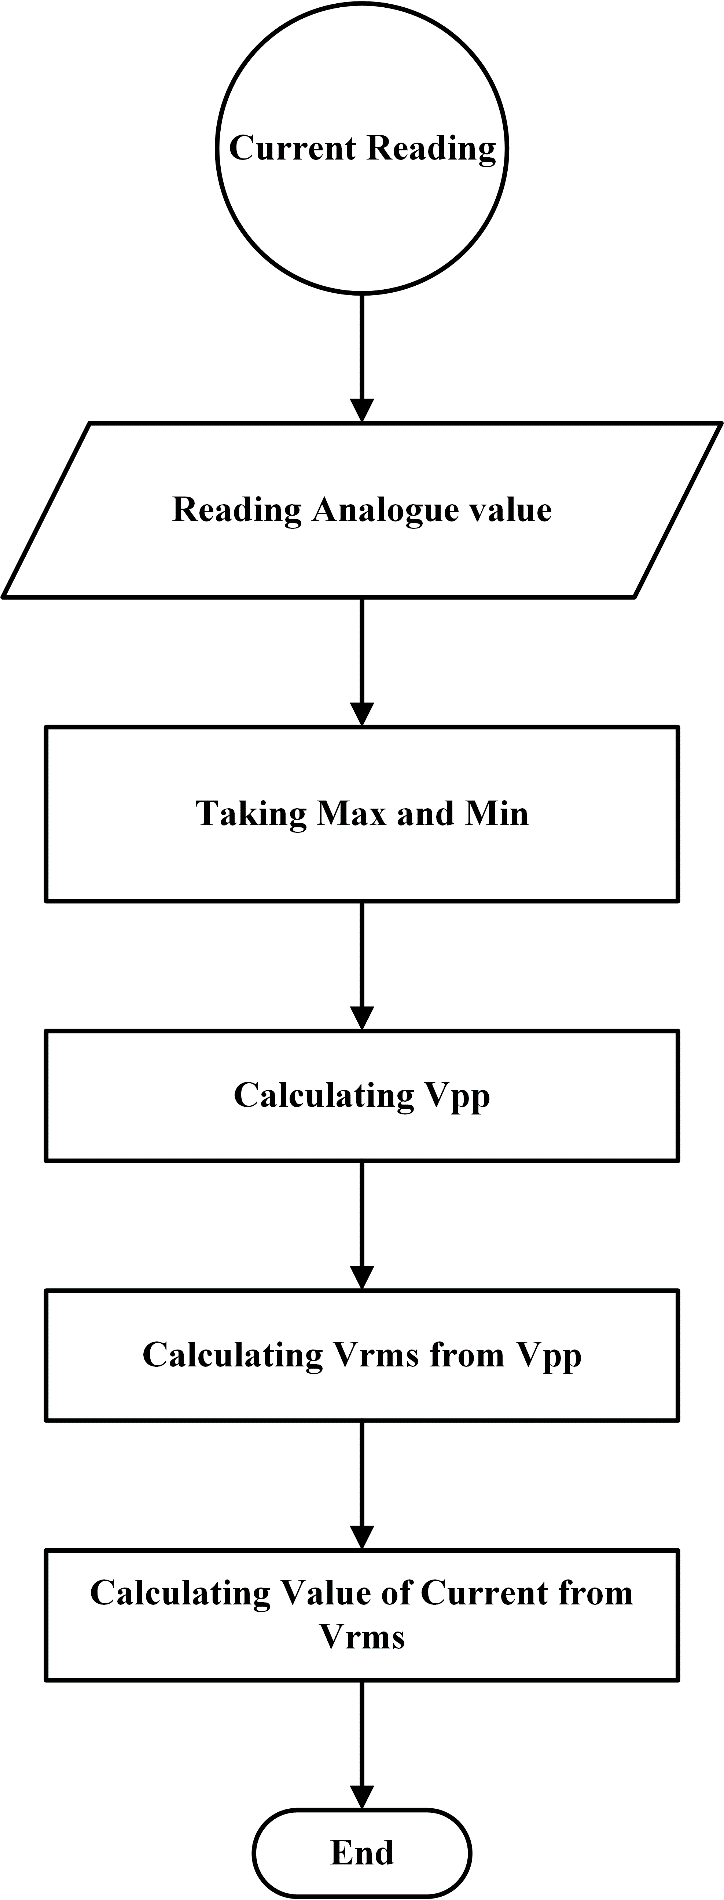 Current Reading
Reading Analogue value
Taking Max and Min
Calculating Vpp
Calculating Vrms from Vpp
Calculating Value of Current from
Vrms
End